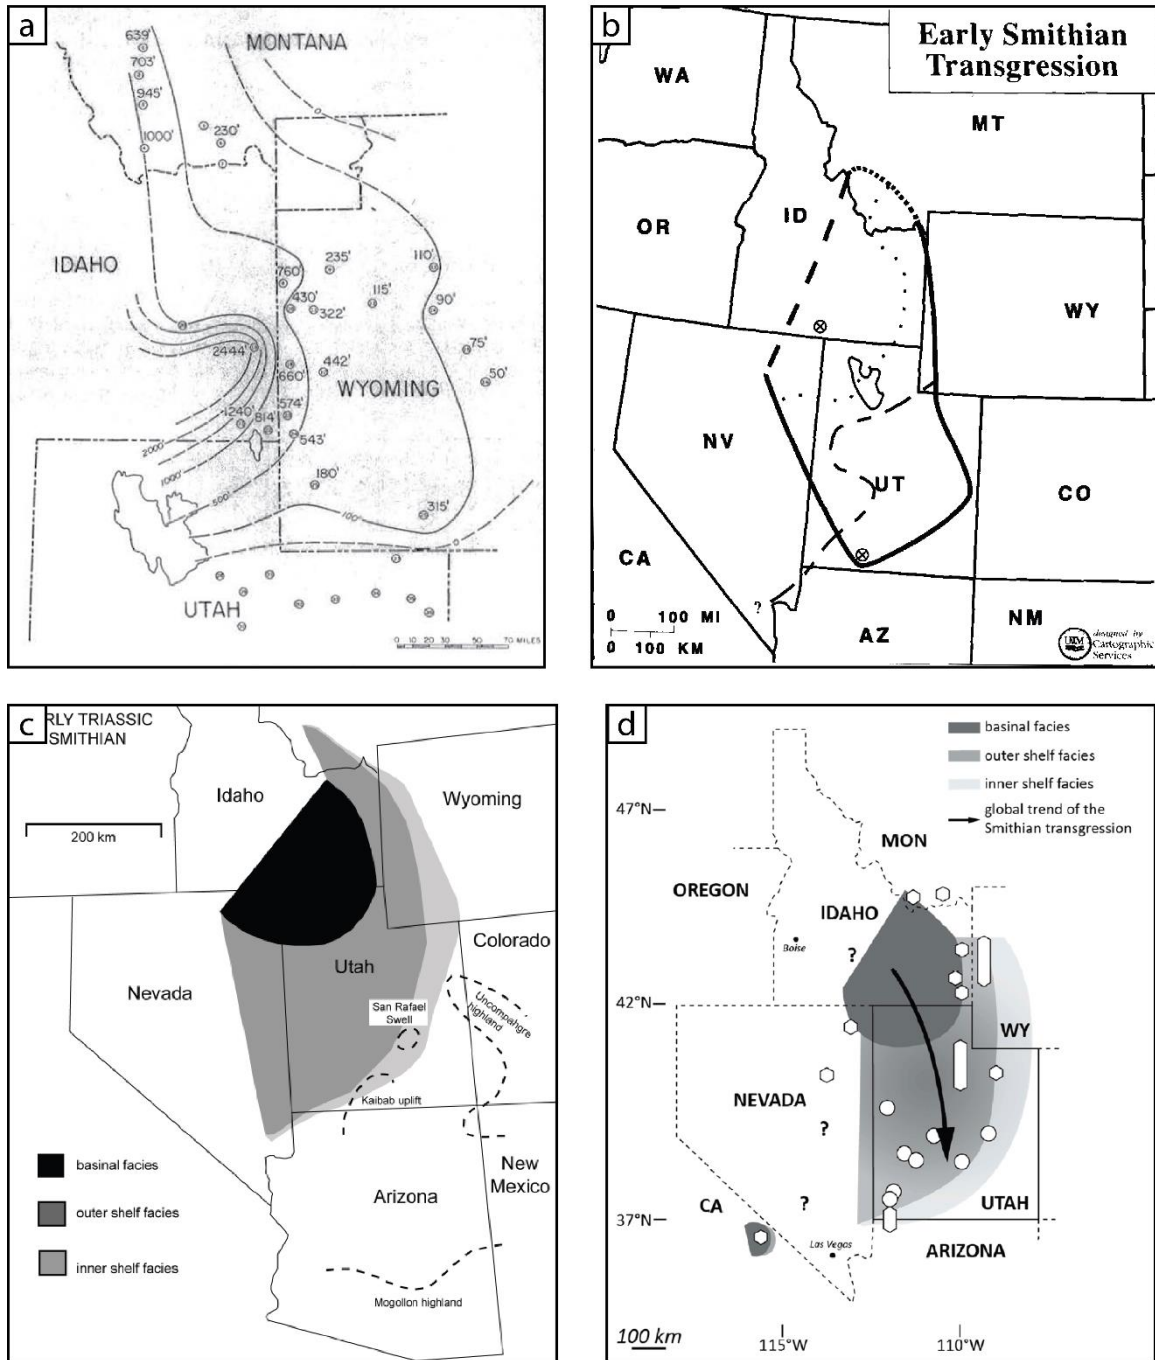 a
MONTANA
639'
703'
945'
1000'
230'
0
IDAHO
760'
235'
110'
430'
322'
115'
90'
2444'
442'
75'
660'
WYOMING
50'
1240'
814'
574'
543'
2000'
1000'
500'
180'
315'
100'
0
UTAH
0 10 20 30 50 70 MILES
b
Early Smithian
Transgression
WA
MT
OR
ID
WY
NV
UT
CO
CA
?
0 100 MI
0 100 KM
AZ
NM
designed by
Cartographic
Services
c
RLY TRIASSIC
SMITHIAN
Idaho
Wyoming
200 km
Colorado
Utah
Nevada
San Rafael
Swell
Uncompahgre
highland
Kaibab uplift
New
Mexico
Arizona
basinal facies
outer shelf facies
inner shelf facies
Mogollon highland
d
basinal facies
outer shelf facies
inner shelf facies
global trend of the
Smithian transgression
47°N
MON
OREGON
IDAHO
Boise
?
42°N
WY
NEVADA
?
CA
?
UTAH
37°N
Las Vegas
ARIZONA
100 km
115°W
110°W